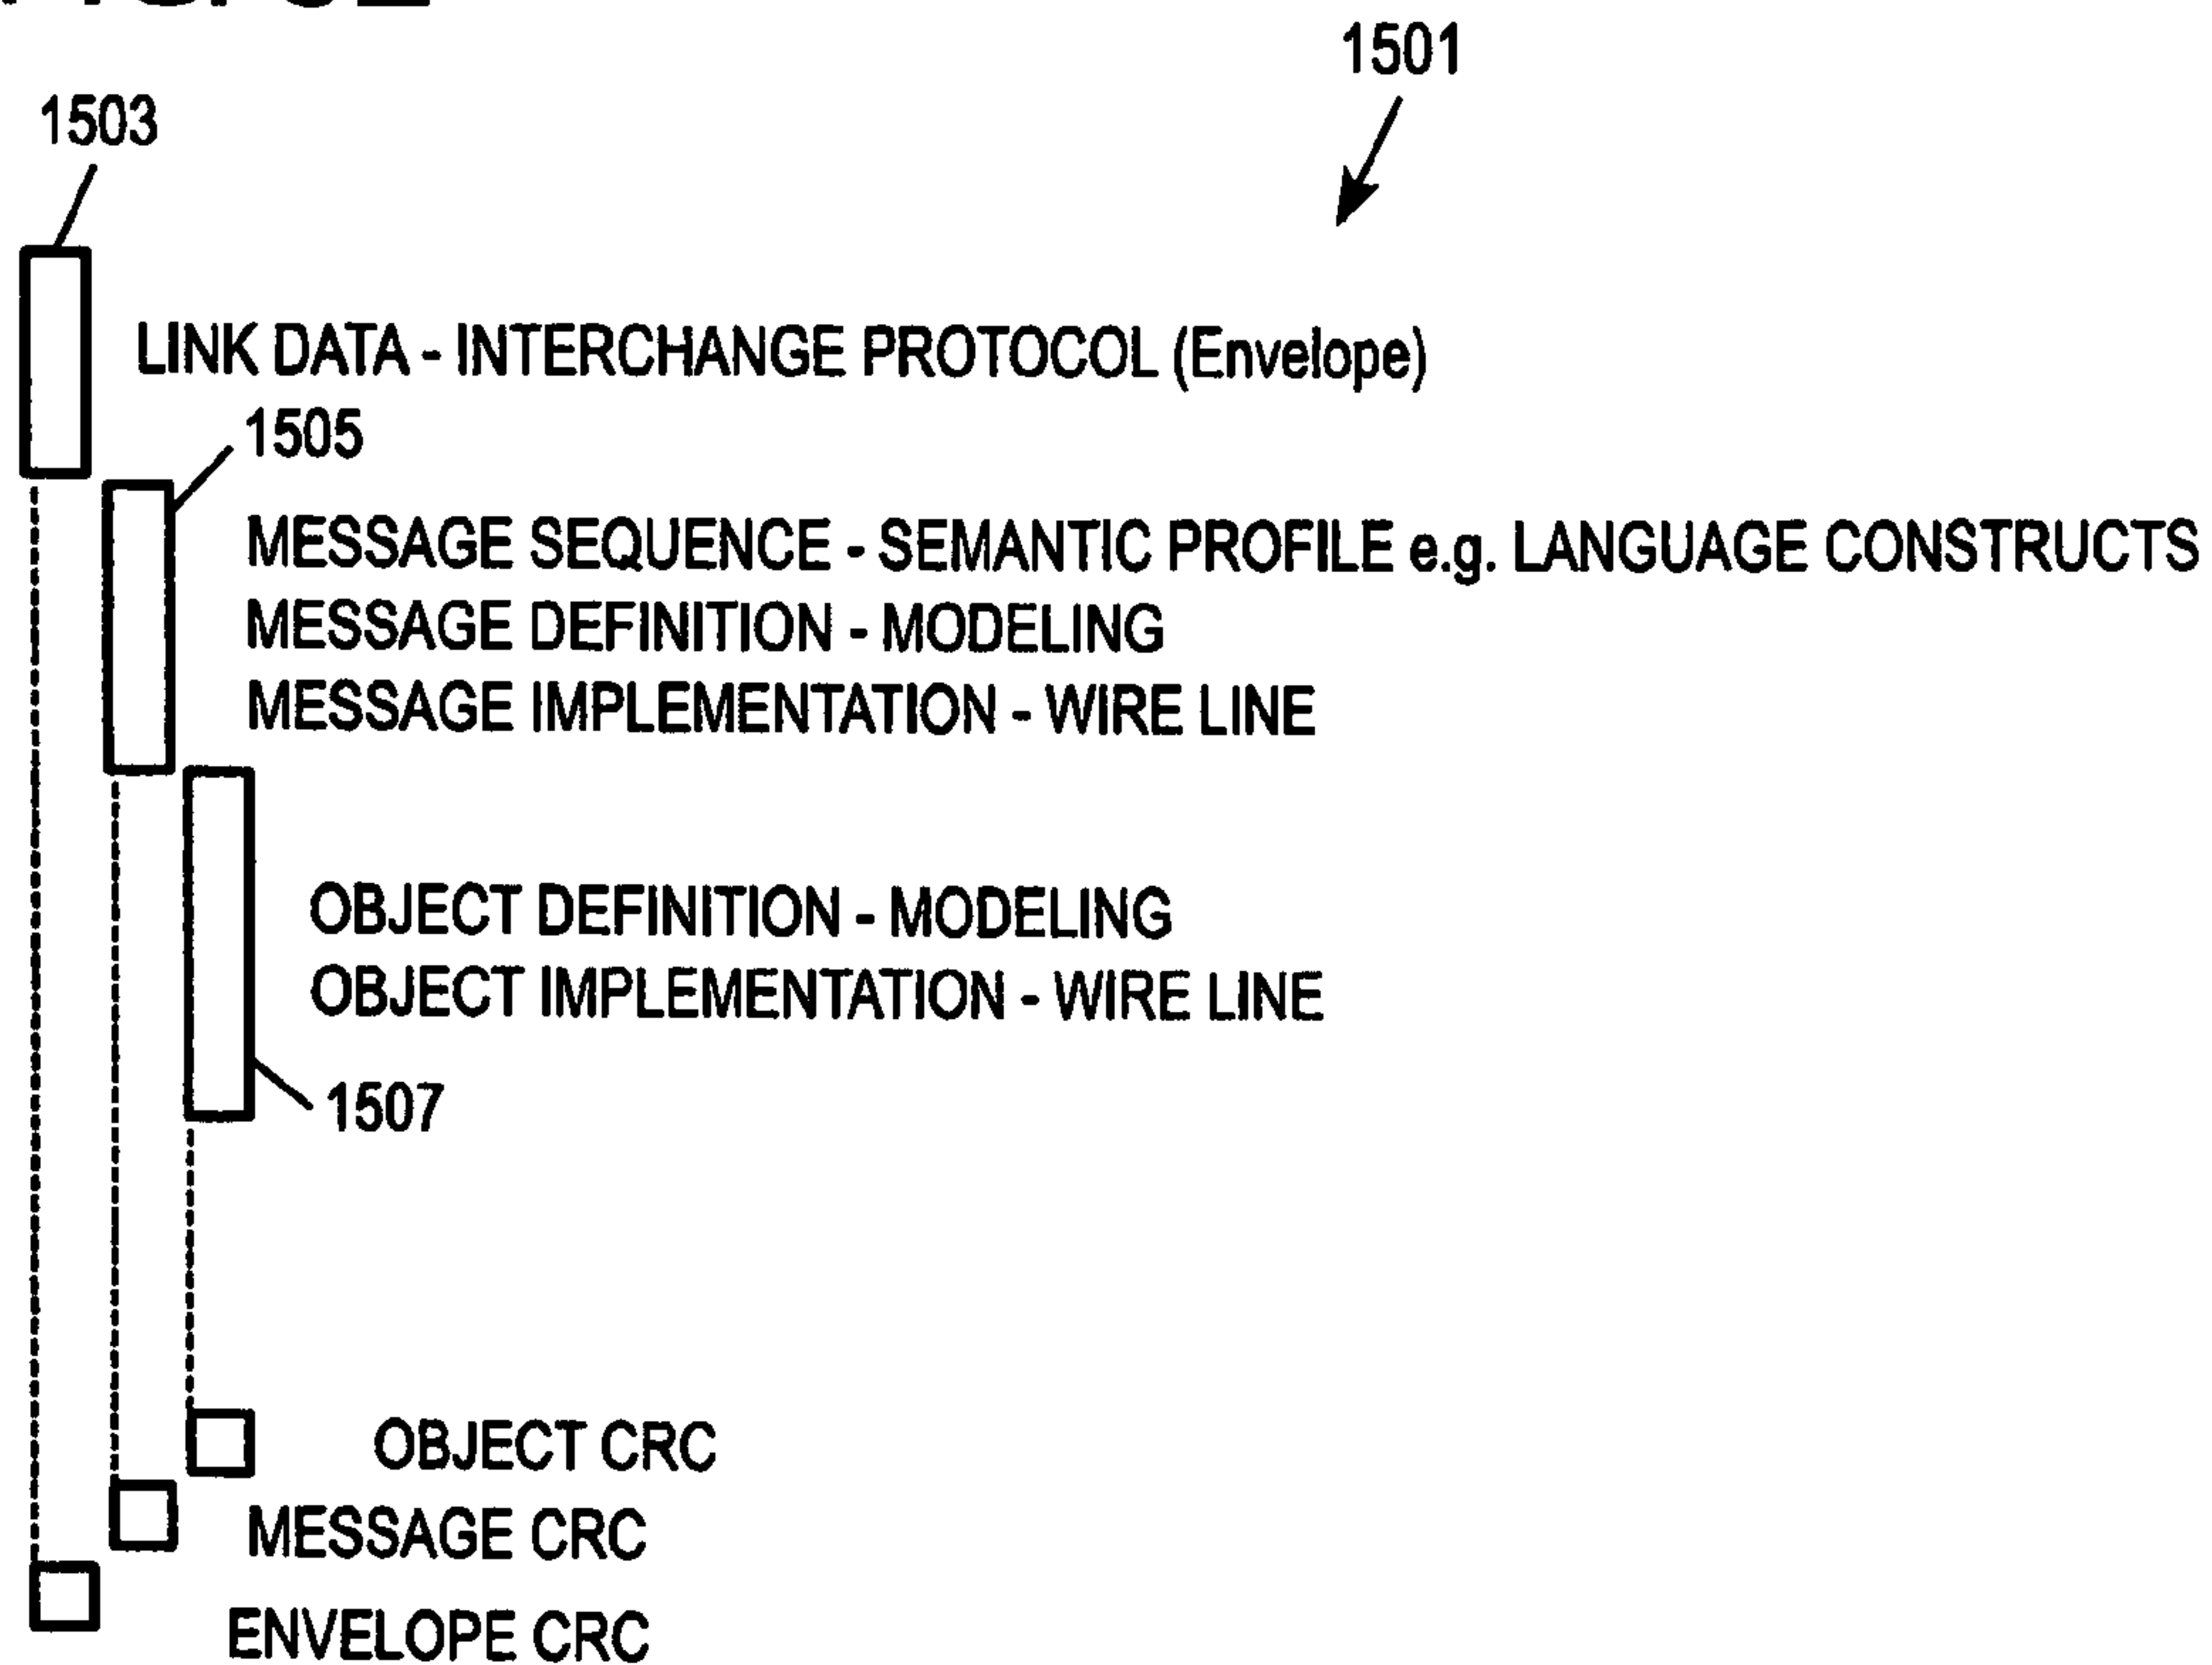 1501
1503
LINK DATA - INTERCHANGE PROTOCOL (Envelope)
1505
MESSAGE SEQUENCE - SEMANTIC PROFILE e.g. LANGUAGE CONSTRUCTS
MESSAGE DEFINITION - MODELING
MESSAGE IMPLEMENTATION - WIRE LINE
OBJECT DEFINITION - MODELING
OBJECT IMPLEMENTATION - WIRE LINE
1507
OBJECT CRC
MESSAGE CRC
ENVELOPE CRC